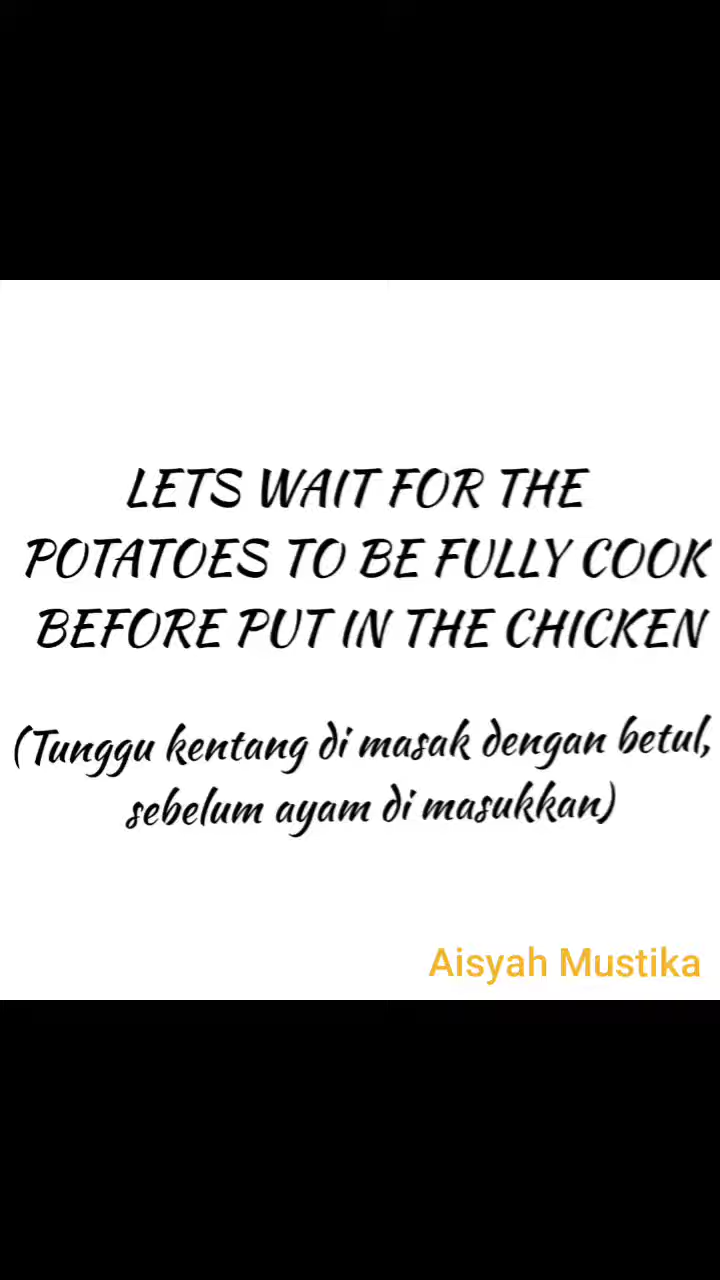 LETS WAIT FOR THE
POTATOES TO BE FULLY COOK
BEFORE PUT IN THE CHICKEN
(Tunggu kentang di masak dengan betul,
sebelum ayam di masukkan)
Aisyah Mustika